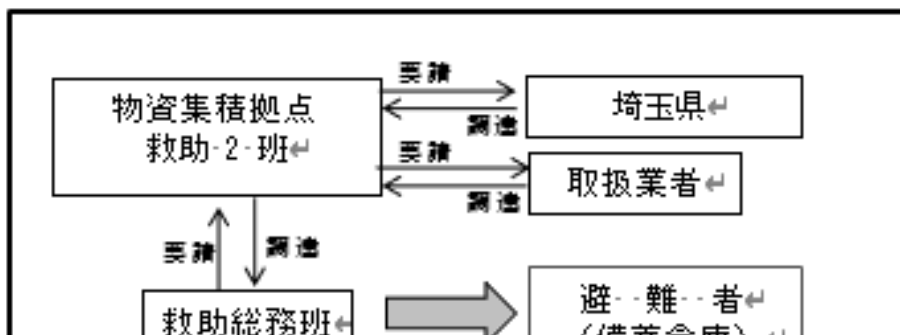 要請
物資集積拠点
埼玉県
調達
救助 2 班
要請
取扱業者
調達
要請
調達
避 難 者
救助総務班